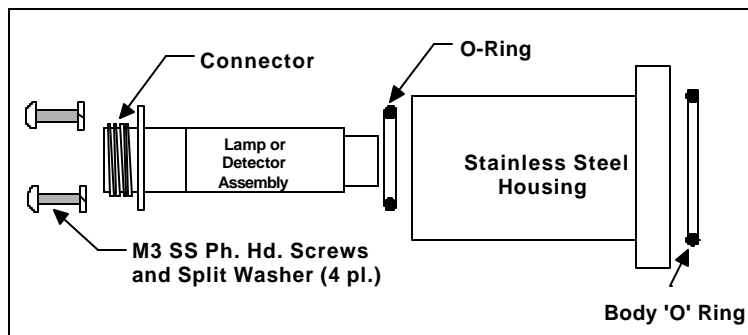 O-Ring
Connector
Lamp or
Detector
Assembly
Stainless Steel
Housing
M3 SS Ph. Hd. Screws
and Split Washer (4 pl.)
Body 'O' Ring